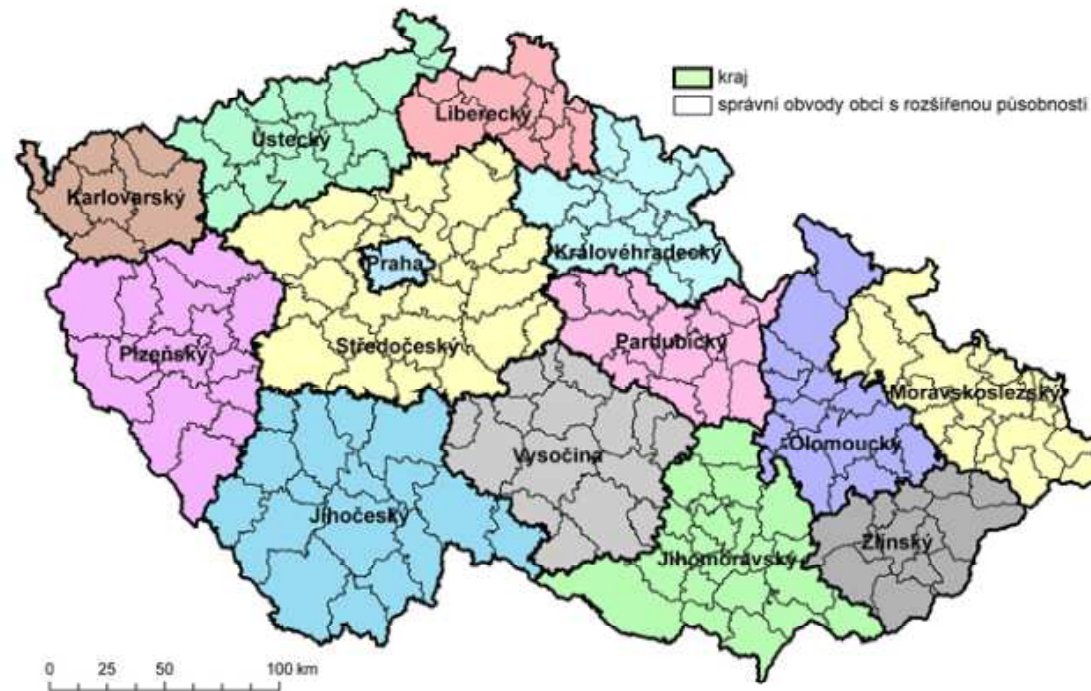 kraj
správní obvody obcí s rozšířenou působností
Liberecký
Ústecký
Karlovarský
Královéhradecký
Praha
Plzeňský
Středočeský
Pardubický
Moravskoslezský
Olomoucký
Vysočina
Jihočeský
Zlínský
Jihomoravský
0 25 50 100 km